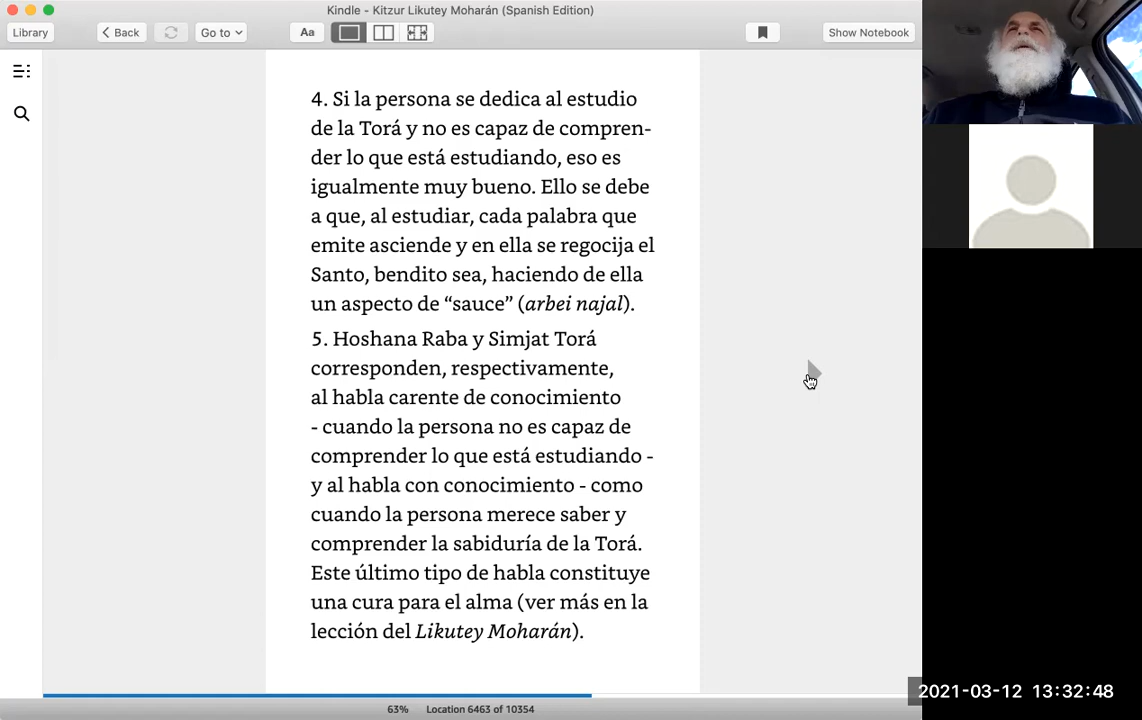 Kindle - Kitzur Likutey Moharán (Spanish Edition)
Library
Back
Go to
Aa
Show Notebook
4. Si la persona se dedica al estudio
de la Torá y no es capaz de compren-
der lo que está estudiando, eso es
igualmente muy bueno. Ello se debe
a que, al estudiar, cada palabra que
emite asciende y en ella se regocija el
Santo, bendito sea, haciendo de ella
un aspecto de “sauce” (arbei najal).
5. Hoshana Raba y Simjat Torá
corresponden, respectivamente,
al habla carente de conocimiento
- cuando la persona no es capaz de
comprender lo que está estudiando -
y al habla con conocimiento - como
cuando la persona merece saber y
comprender la sabiduría de la Torá.
Este último tipo de habla constituye
una cura para el alma (ver más en la
lección del Likutey Moharán).
63% Location 6463 of 10354
2021-03-12 13:32:48